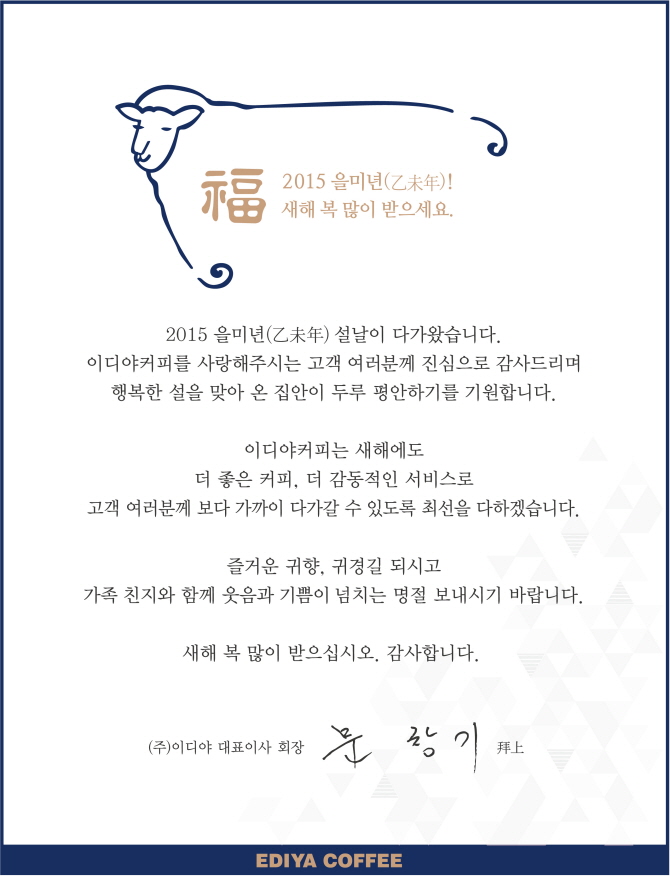 福
2015 을미년(乙未年)!
새해 복 많이 받으세요.
2015 을미년(乙未年) 설날이 다가왔습니다.
이디야커피를 사랑해주시는 고객 여러분께 진심으로 감사드리며
행복한 설을 맞아 온 집안이 두루 평안하기를 기원합니다.
이디야커피는 새해에도
더 좋은 커피, 더 감동적인 서비스로
고객 여러분께 보다 가까이 다가갈 수 있도록 최선을 다하겠습니다.
즐거운 귀향, 귀경길 되시고
가족 친지와 함께 웃음과 기쁨이 넘치는 명절 보내시기 바랍니다.
새해 복 많이 받으십시오. 감사합니다.
(주)이디야 대표이사 회장 문 창 기 拜上
EDIYA COFFEE